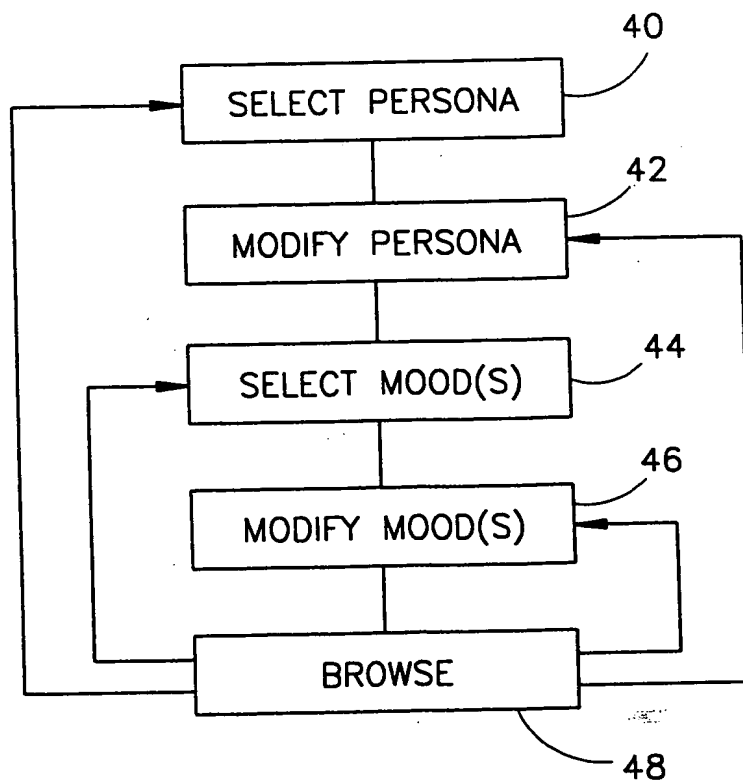 40
SELECT PERSONA
42
MODIFY PERSONA
44
SELECT MOOD(S)
46
MODIFY MOOD(S)
BROWSE
48